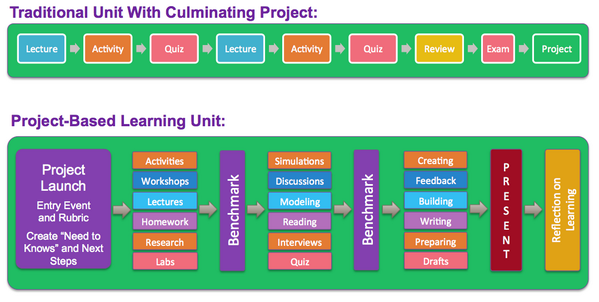 Traditional Unit With Culminating Project:
Lecture
Activity
Quiz
Lecture
Activity
Quiz
Review
Exam
Project
Project-Based Learning Unit:
Project
Launch
Entry Event
and Rubric
Create “Need to
Knows” and Next
Steps
Activities
Workshops
Lectures
Homework
Research
Labs
Benchmark
Simulations
Discussions
Modeling
Reading
Interviews
Quiz
Benchmark
Creating
Feedback
Building
Writing
Preparing
Drafts
PRESENT
Reflection on
Learning